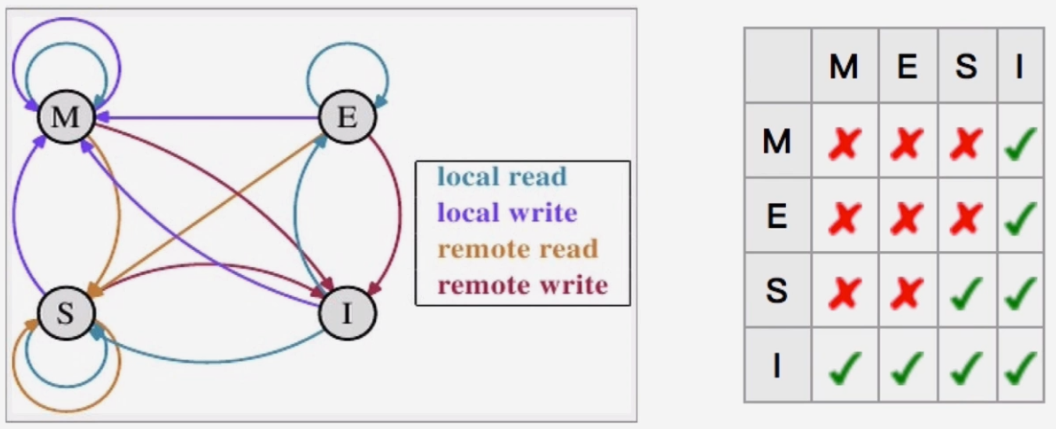 M
E
S
I
local read
local write
remote read
remote write
M E S I
M ✘ ✘ ✘ ✓
E ✘ ✘ ✘ ✓
S ✘ ✘ ✓ ✓
I ✓ ✓ ✓ ✓